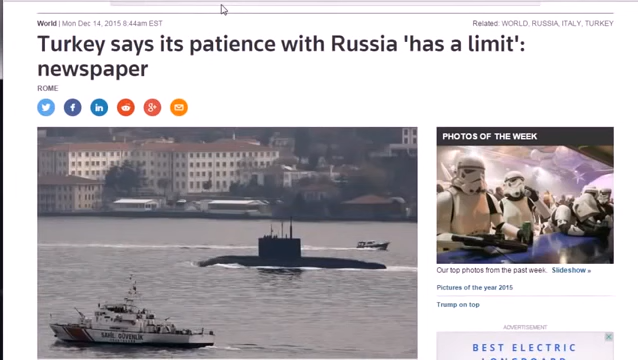 World | Mon Dec 14, 2015 8:44am EST
Related: WORLD, RUSSIA, ITALY, TURKEY
Turkey says its patience with Russia 'has a limit':
newspaper
ROME
PHOTOS OF THE WEEK
SAHİL GÜVENLİK
Our top photos from the past week. Slideshow »
Pictures of the year 2015
Trump on top
ADVERTISEMENT
BEST ELECTRIC
LONGBOARD